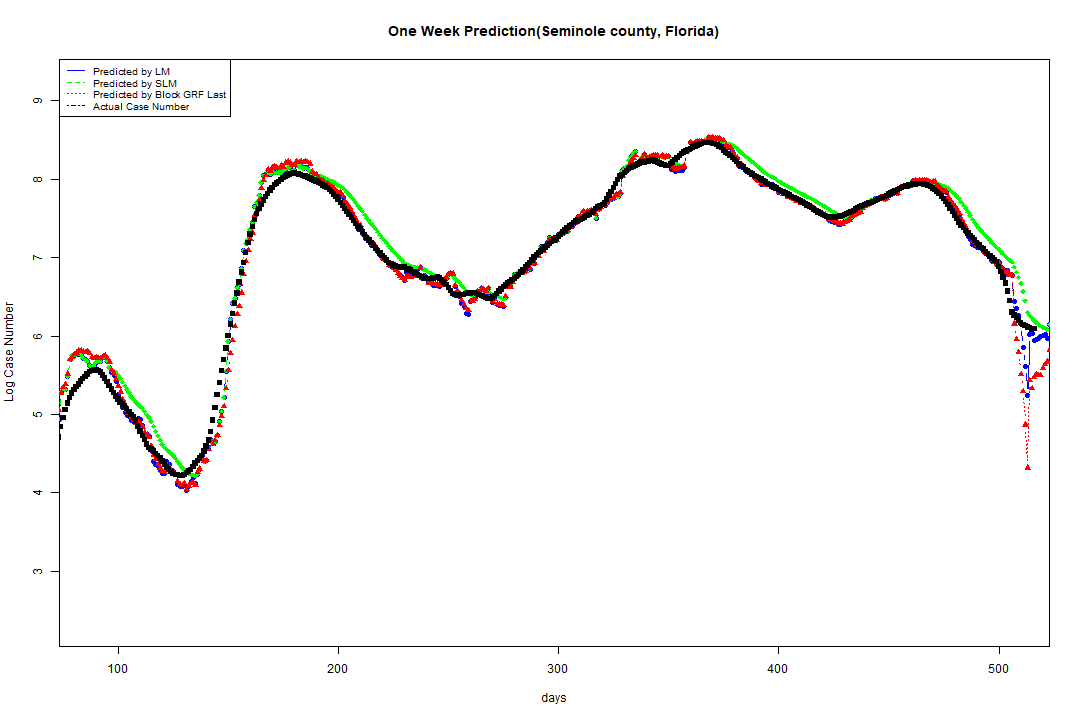 One Week Prediction(Seminole county, Florida)
Predicted by LM
Predicted by SLM
Predicted by Block GRF Last
Actual Case Number
9
8
7
6
5
4
3
Log Case Number
100 200 300 400 500
days